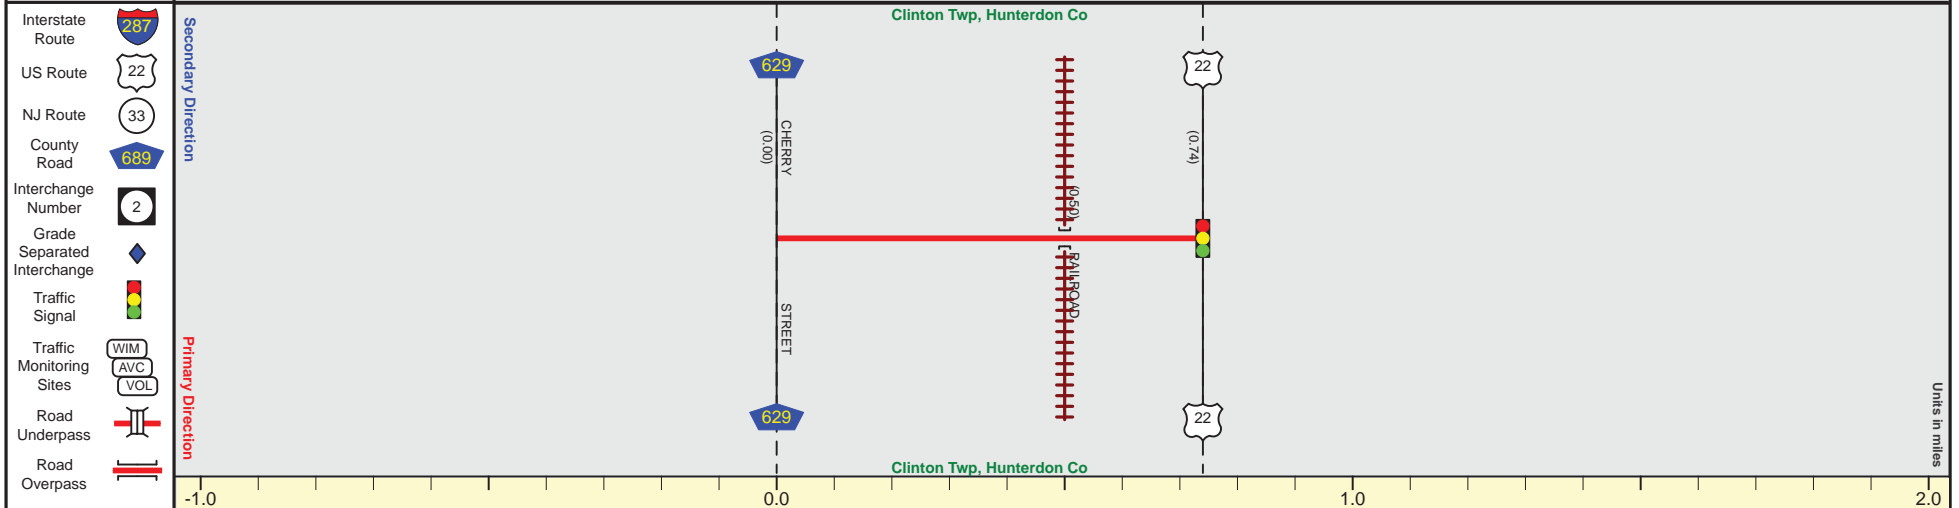 Interstate
Route
287
US Route
22
NJ Route
33
County
Road
689
Interchange
Number
2
Grade
Separated
Interchange
Traffic
Signal
Traffic
Monitoring
Sites
WIM
AVC
VOL
Road
Underpass
Road
Overpass
Secondary Direction
Primary Direction
Clinton Twp, Hunterdon Co
629
22
CHERRY
(0.00)
(0.50)
(0.74)
RAILROAD
STREET
629
22
Clinton Twp, Hunterdon Co
Units in miles
-1.0
0.0
1.0
2.0